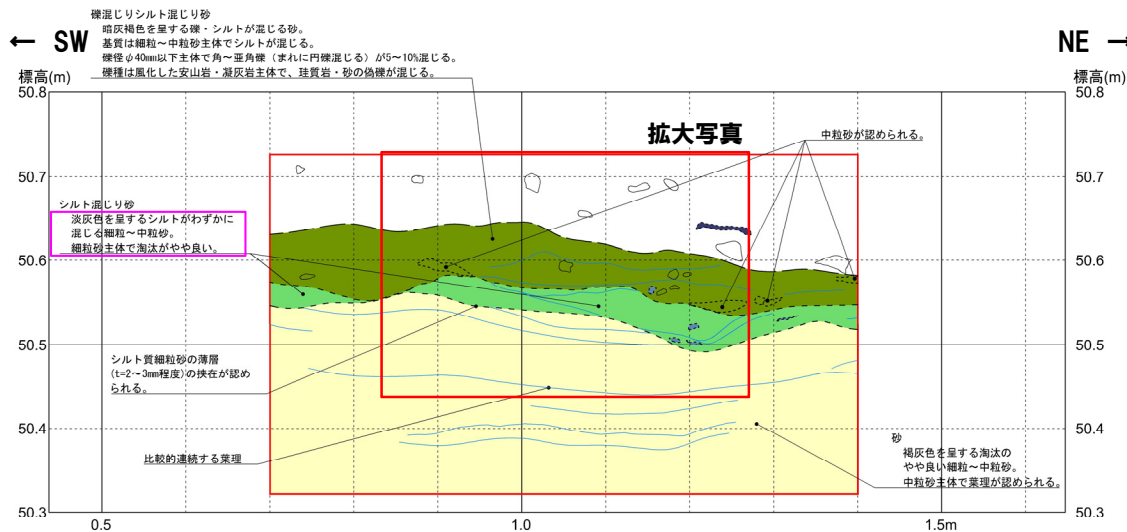 礫混じりシルト混じり砂
暗灰褐色を呈する礫・シルトが混じる砂。
基質は細粒～中粒砂主体でシルトが混じる。
礫径φ40mm以下主体で角～亜角礫（まれに円礫混じる）が5～10%混じる。
礫種は風化した安山岩・凝灰岩主体で、珪質岩・砂の偽礫が混じる。
← SW
NE →
標高(m)
標高(m)
拡大写真
中粒砂が認められる。
50.8
50.7
50.6
50.5
50.4
50.3
50.8
50.7
50.6
50.5
50.4
50.3
シルト混じり砂
淡灰色を呈するシルトがわずかに
混じる細粒～中粒砂。
細粒砂主体で淘汰がやや良い。
シルト質細粒砂の薄層
(t=2～3mm程度)の挟在が認め
られる。
比較的連続する葉理
砂
褐灰色を呈する淘汰の
やや良い細粒～中粒砂。
中粒砂主体で葉理が認められる。
0.5
1.0
1.5m